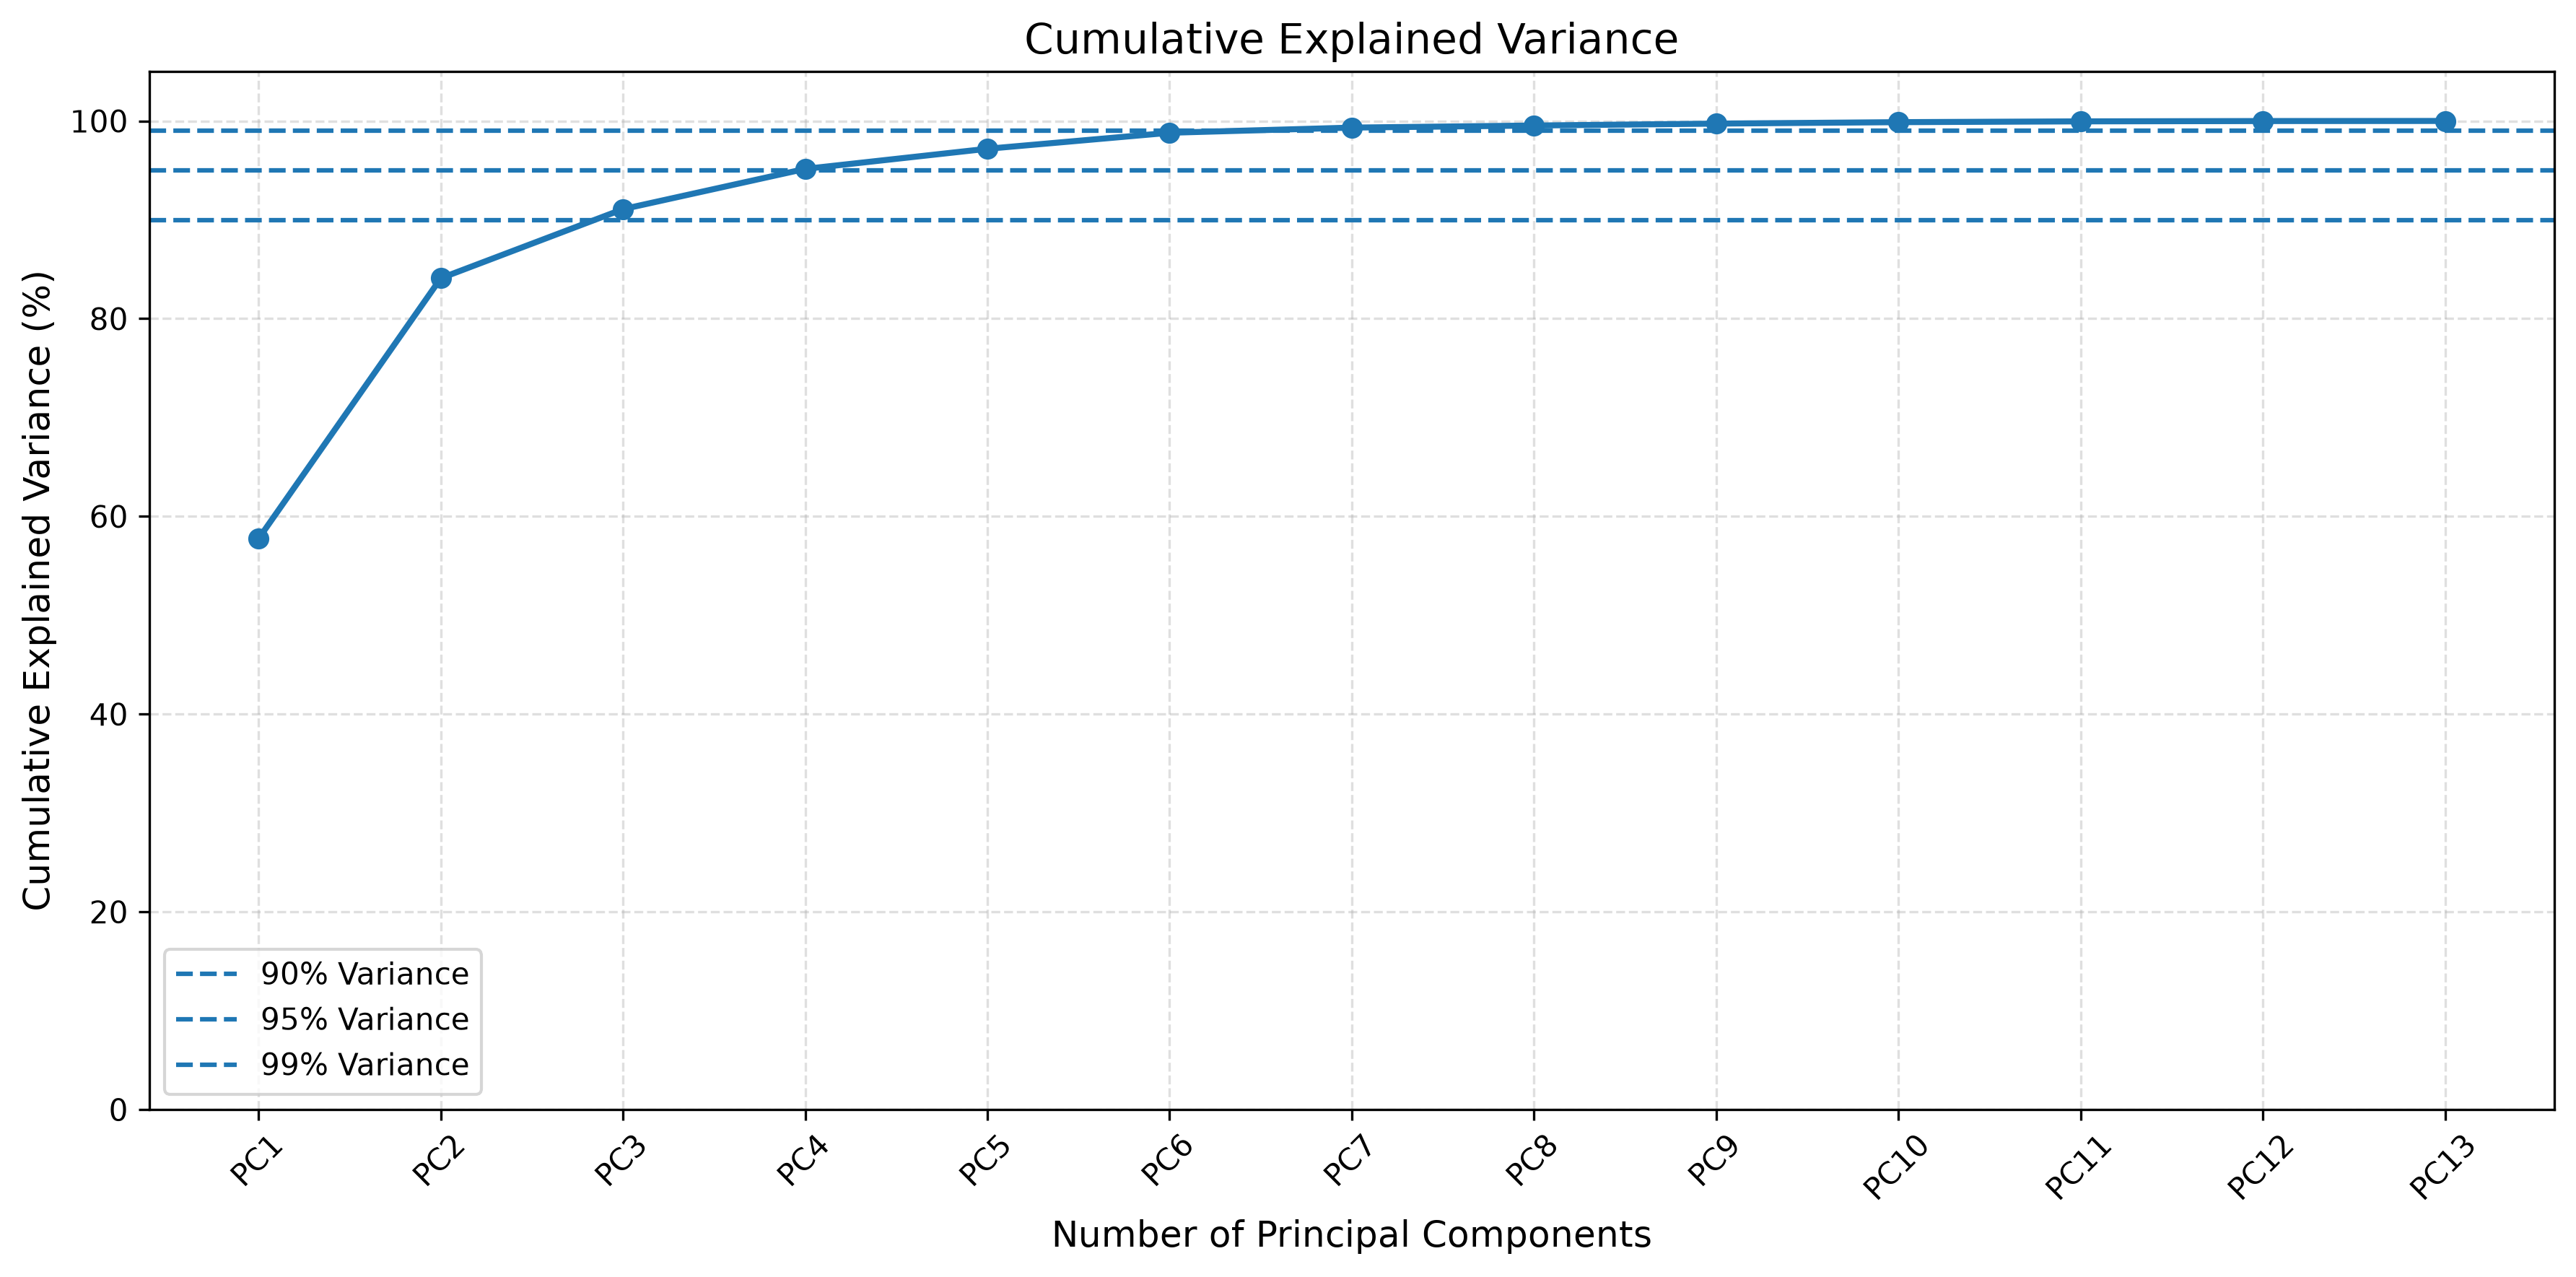 Cumulative Explained Variance
Cumulative Explained Variance (%)
100
80
60
40
20
0
90% Variance
95% Variance
99% Variance
PC1
PC2
PC3
PC4
PC5
PC6
PC7
PC8
PC9
PC10
PC11
PC12
PC13
Number of Principal Components